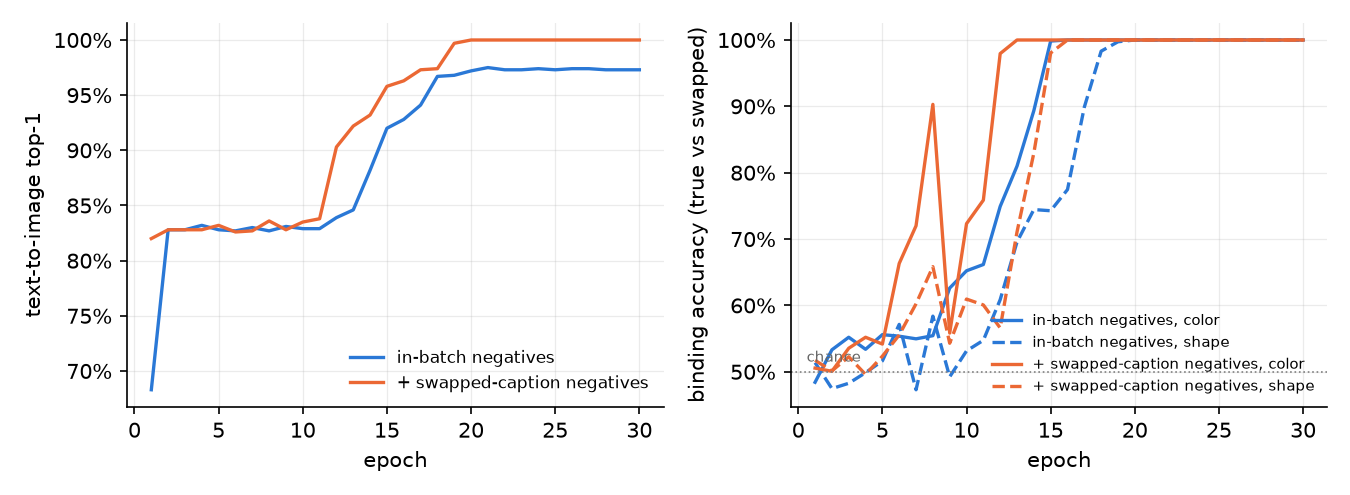 text-to-image top-1
100%
95%
90%
85%
80%
75%
70%
in-batch negatives
+ swapped-caption negatives
0 5 10 15 20 25 30
epoch
binding accuracy (true vs swapped)
100%
90%
80%
70%
60%
50%
chance
in-batch negatives, color
in-batch negatives, shape
+ swapped-caption negatives, color
+ swapped-caption negatives, shape
0 5 10 15 20 25 30
epoch